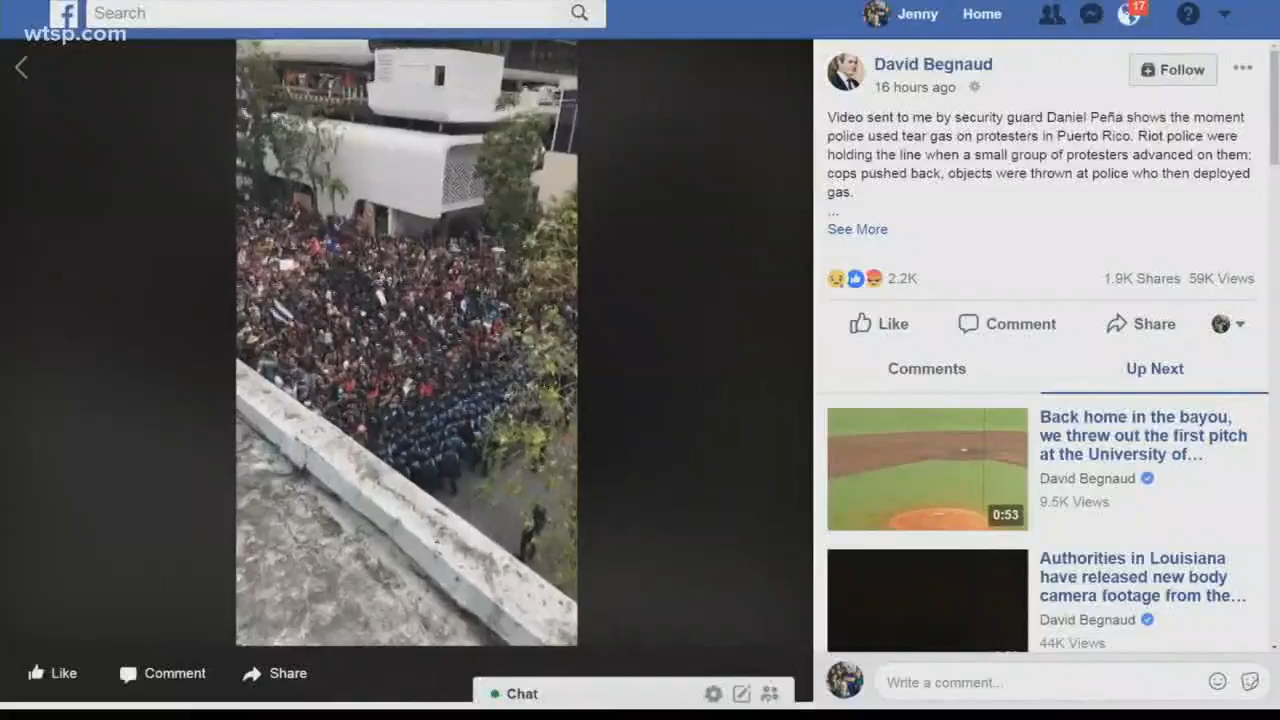 f
Search
Jenny
Home
17
?
wtsp.com
David Begnaud
16 hours ago
Follow
Video sent to me by security guard Daniel Peña shows the moment
police used tear gas on protesters in Puerto Rico. Riot police were
holding the line when a small group of protesters advanced on them;
cops pushed back, objects were thrown at police who then deployed
gas.
...
See More
2.2K
1.9K Shares 59K Views
Like
Comment
Share
Comments
Up Next
Back home in the bayou,
we threw out the first pitch
at the University of...
David Begnaud
9.5K Views
0:53
Authorities in Louisiana
have released new body
camera footage from the...
David Begnaud
44K Views
Like
Comment
Share
Chat
Write a comment...